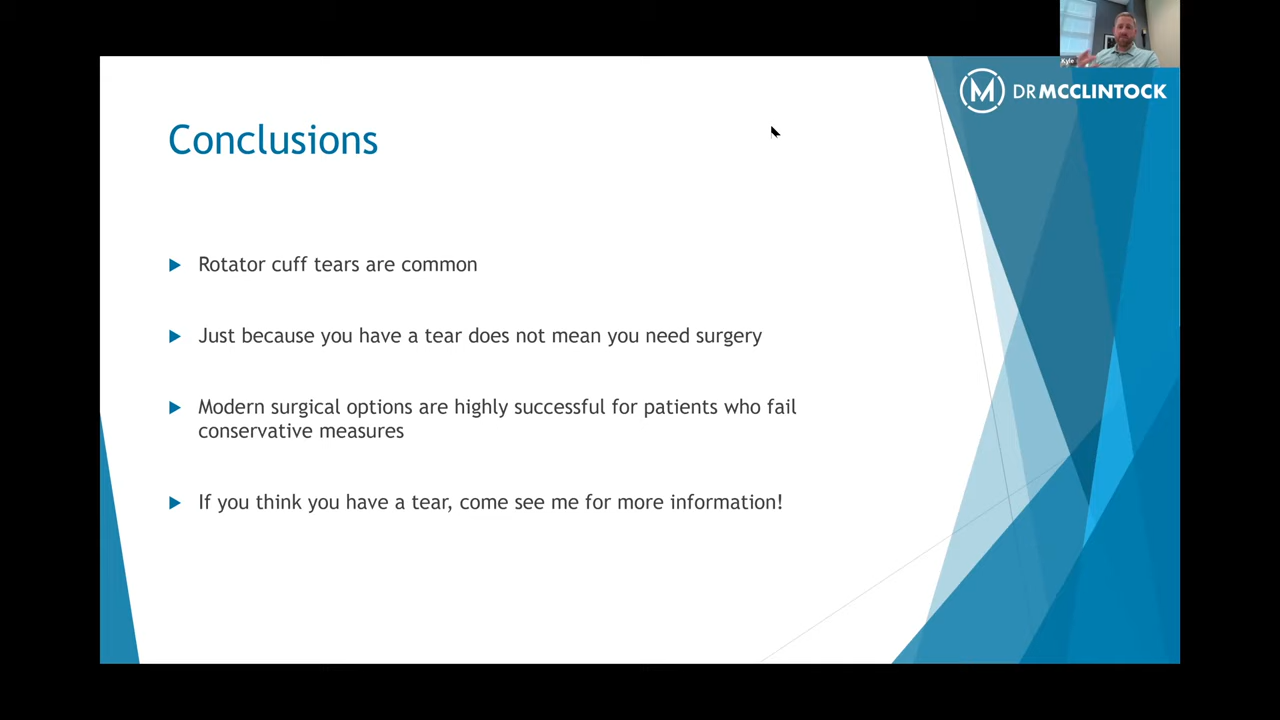 Kyle
M DRMCCLINTOCK
Conclusions
Rotator cuff tears are common
Just because you have a tear does not mean you need surgery
Modern surgical options are highly successful for patients who fail
conservative measures
If you think you have a tear, come see me for more information!